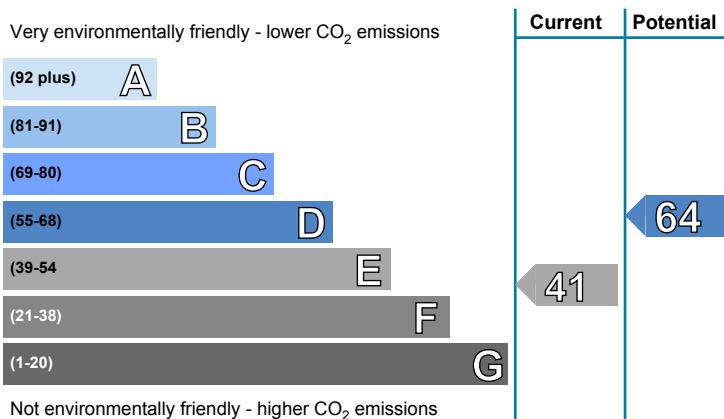 Current Potential
Very environmentally friendly - lower CO2 emissions
(92 plus) A
(81-91) B
(69-80) C
(55-68) D
64
(39-54 E
41
(21-38) F
(1-20) G
Not environmentally friendly - higher CO2 emissions